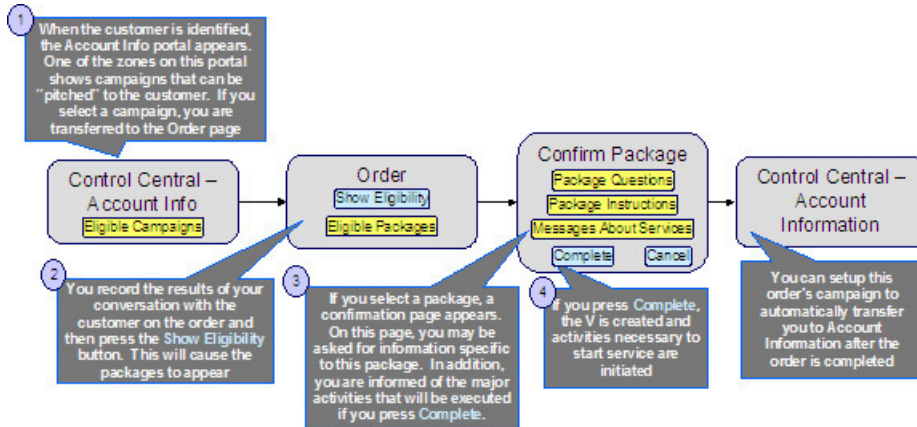 1
When the customer is identified,
the Account Info portal appears.
One of the zones on this portal
shows campaigns that can be
"pitched" to the customer. If you
select a campaign, you are
transferred to the Order page
Control Central –
Account Info
Eligible Campaigns
Order
Show Eligibility
Eligible Packages
Confirm Package
Package Questions
Package Instructions
Messages About Services
Complete Cancel
Control Central –
Account
Information
2
You record the results of your
conversation with the
customer on the order and
then press the Show Eligibility
button. This will cause the
packages to appear
3
If you select a package, a
confirmation page appears.
On this page, you may be
asked for information specific
to this package. In addition,
you are informed of the major
activities that will be executed
if you press Complete.
4
If you press Complete,
the V is created and
activities necessary to
start service are
initiated
You can setup this
order's campaign to
automatically transfer
you to Account
Information after the
order is completed